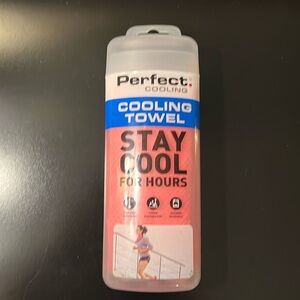 Perfect.
COOLING
COOLING
TOWEL
STAY
COOL
FOR HOURS